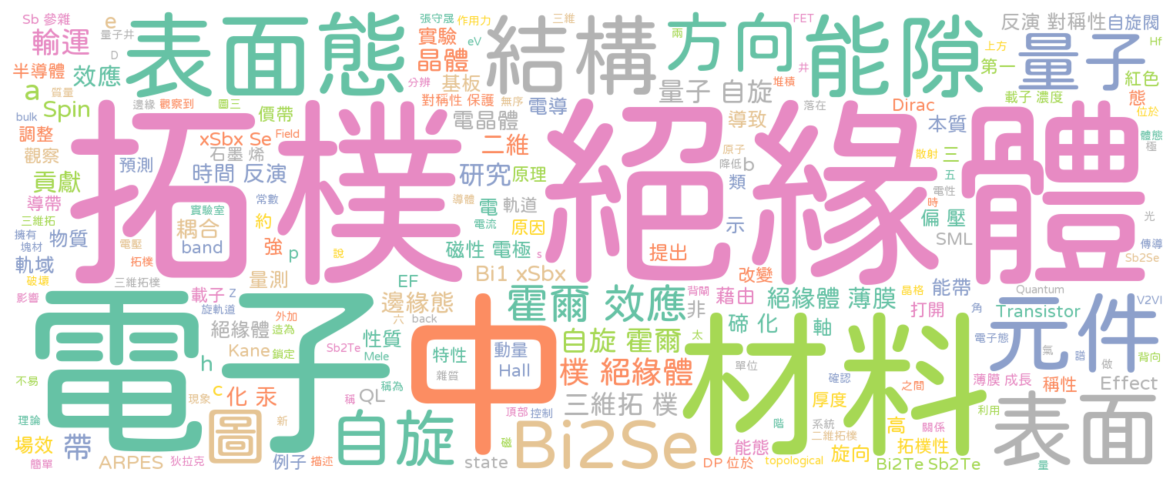 Sb 參雜
e
張守晟
作用力
三維
FET
上方
反演 對稱性
自旋閥
輸運
量子井
表面態
實驗
eV
結構
兩
方向
井
能隙
量子
Hf
D
晶體
分辨
堆積
第一
半導體
效應
質量
基板
紅色
a
Spin
邊緣
觀察到
圖三
對稱性 保護
無序
電導
量子 自旋
Dirac
載子 濃度
態
位於
bulk
價帶
電晶體
導致
落在
本質
調整
xSbx Se
Field
二維
體態
觀察
石墨 烯
原子
散射
極
預測
時間 反演
研究
原理
降低
b
三
貢獻
類
五
導帶
實驗室
常數
導體
電
軌道
電性
三維拓
約
電流
原因
示
時
偏 壓
光
擁有
物質
耦合
拓樸絕緣體
塊材
電壓
band
強
說
磁性 電極
提出
SML
傳導
軌域
拓樸
p
s
Sb2Se
破壞
三維拓樸
量測
EF
Bi1 xSbx
改變
影響
載子
Z
邊緣態
霍爾 效應
背閘
藉由
絕緣體 薄膜
晶格
能帶
Quantum
V2VI
電子
旋軌道
外加
六
back
非
打開
角
Transistor
元件
絕緣體
造為
性質
中
自旋 霍爾
太
碲 化
軸
材料
電子態
氣
諧
背向
Kane
鎖定
Sb2Te
Mele
特性
動量
Hall
樸 絕緣體
單位
確認
之間
做
不易
h
稱為
雜質
薄膜 成長
稱性
Effect
c
化 汞
稱
QL
三維拓 樸
厚度
利用
現象
圖
自旋
頂部
控制
階
系統
二維拓樸
高
關係
表面
理論
新
Bi2Se
場效
帶
磁
能態
旋向
拓樸性
簡單
ARPES
狄拉克
例子
描述
state
DP 位於
topological
Bi2Te Sb2Te
量